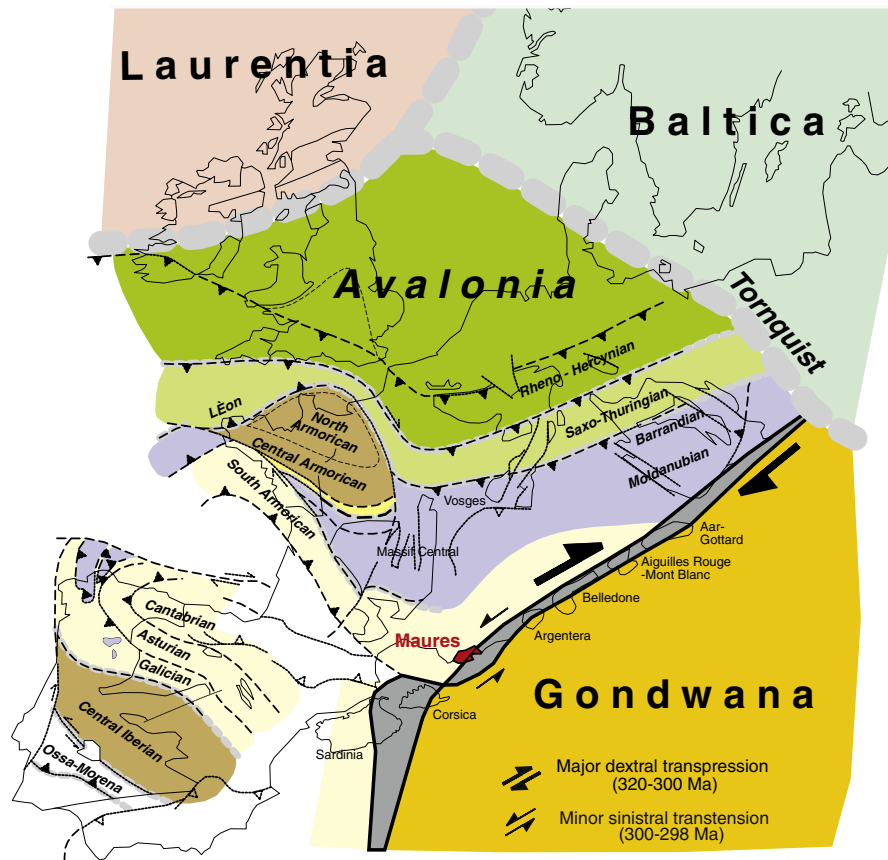 Laurentia
Baltica
Avalonia
Tornquist
Rheno - Hercynian
LÈon
North
Armorican
Saxo-Thuringian
Barrandian
Central Armorican
Moldanubian
South Armorican
Vosges
Massif Central
Aar-
Gottard
Aiguilles Rouge
-Mont Blanc
Belledone
Argentera
Maures
Cantabrian
Asturian
Galician
Central Iberian
Ossa-Morena
Corsica
Sardinia
Gondwana
Major dextral transpression
(320-300 Ma)
Minor sinistral transtension
(300-298 Ma)